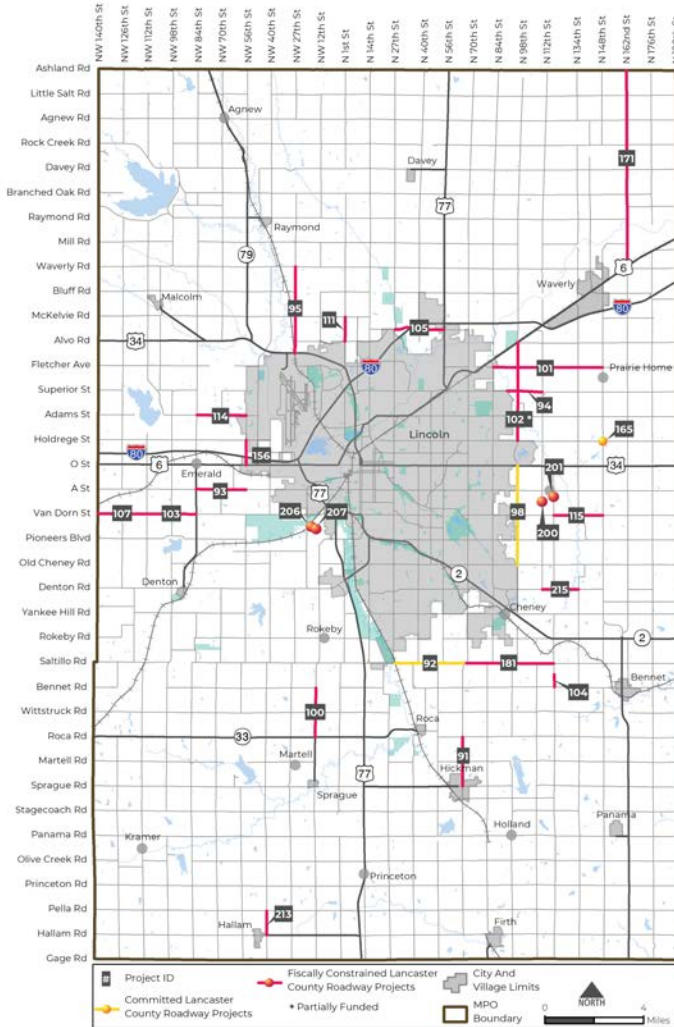 NW 140th St
NW 126th St
NW 112th St
NW 98th St
NW 84th St
NW 70th St
NW 56th St
NW 40th St
NW 27th St
NW 12th St
N 1st St
N 14th St
N 27th St
N 40th St
N 56th St
N 70th St
N 84th St
N 98th St
N 112th St
N 134th St
N 148th St
N 162nd St
N 176th St
Ashland Rd
Little Salt Rd
Agnew Rd
Agnew
Rock Creek Rd
171
Davey Rd
Davey
Branched Oak Rd
77
Raymond Rd
Raymond
Mill Rd
79
Waverly Rd
6
Bluff Rd
Waverly
Malcolm
95
80
McKelvie Rd
111
105
Alvo Rd
34
Fletcher Ave
80
101
Prairie Home
Superior St
94
Adams St
114
102 *
165
Lincoln
Holdrege St
80
156
O St
6
Emerald
201
34
A St
93
77
Van Dorn St
107
103
206
207
98
115
Pioneers Blvd
200
Old Cheney Rd
2
Denton Rd
Denton
215
Yankee Hill Rd
Cheney
Rokeby Rd
Rokeby
2
Saltillo Rd
92
181
Bennet Rd
104
Bennet
Wittstruck Rd
100
Roca
Roca Rd
33
Martell Rd
Martell
91
77
Hickman
Sprague Rd
Sprague
Stagecoach Rd
Panama
Panama Rd
Kramer
Holland
Olive Creek Rd
Princeton Rd
Princeton
Pella Rd
213
Hallam Rd
Hallam
Firth
Gage Rd
# Project ID
Fiscally Constrained Lancaster
County Roadway Projects
City And
Village Limits
Committed Lancaster
County Roadway Projects
* Partially Funded
MPO
Boundary
NORTH
0 4
Miles